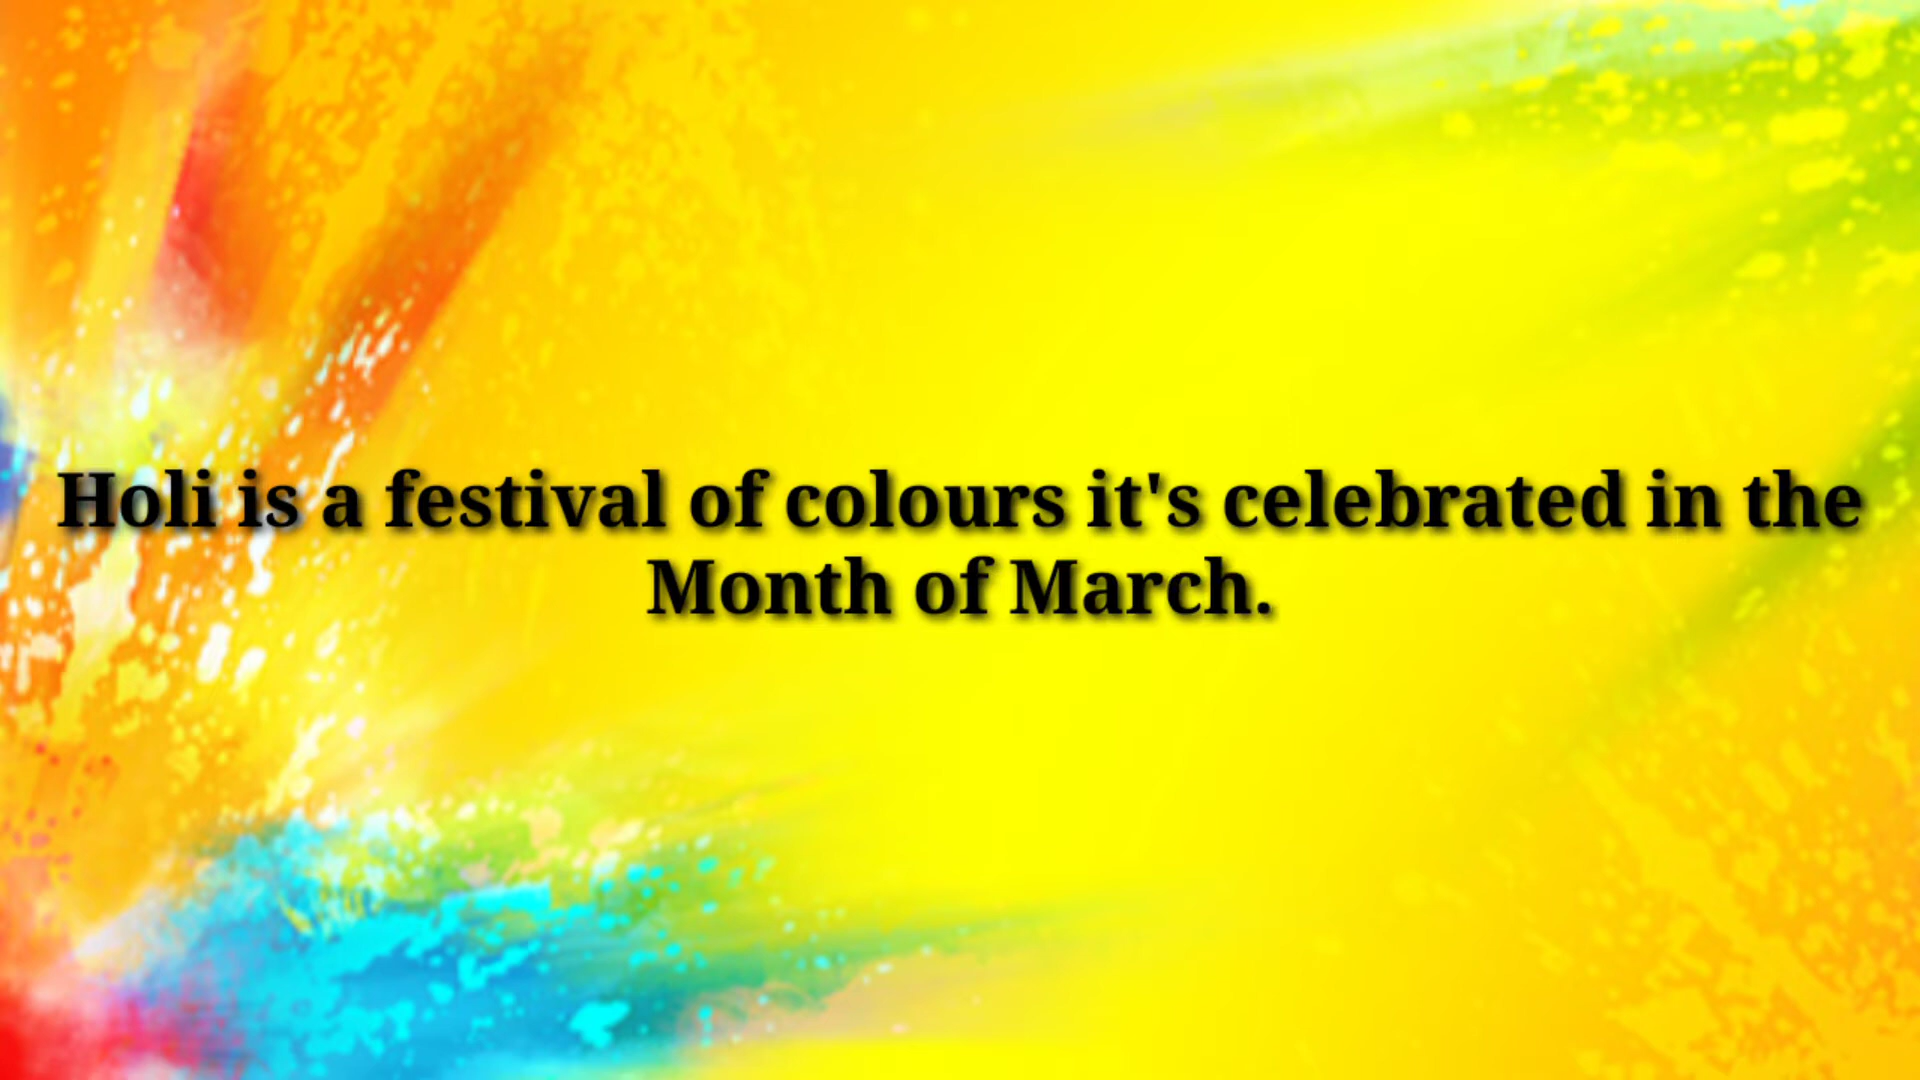 Holi is a festival of colours it's celebrated in the
Month of March.